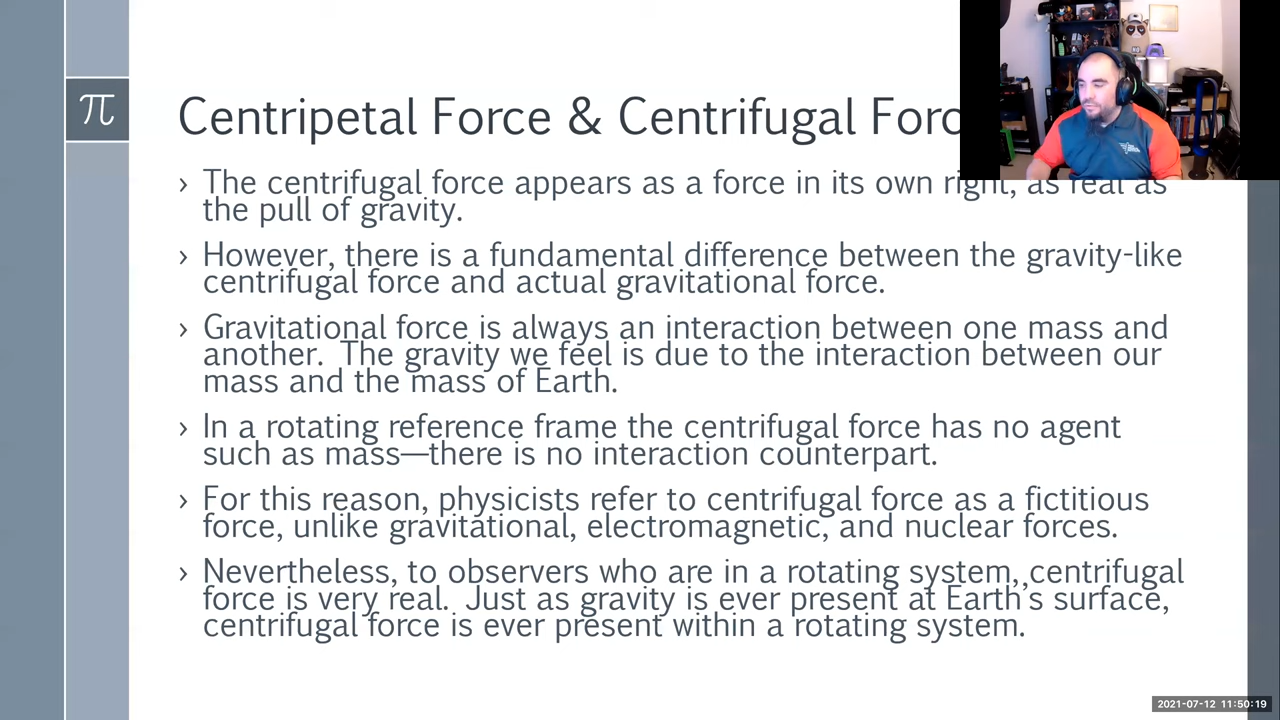 π
Centripetal Force & Centrifugal Forc
› The centrifugal force appears as a force in its own right, as real as
the pull of gravity.
› However, there is a fundamental difference between the gravity-like
centrifugal force and actual gravitational force.
› Gravitational force is always an interaction between one mass and
another. The gravity we feel is due to the interaction between our
mass and the mass of Earth.
› In a rotating reference frame the centrifugal force has no agent
such as mass—there is no interaction counterpart.
› For this reason, physicists refer to centrifugal force as a fictitious
force, unlike gravitational, electromagnetic, and nuclear forces.
› Nevertheless, to observers who are in a rotating system, centrifugal
force is very real. Just as gravity is ever present at Earth’s surface,
centrifugal force is ever present within a rotating system.
2021-07-12 11:50:19